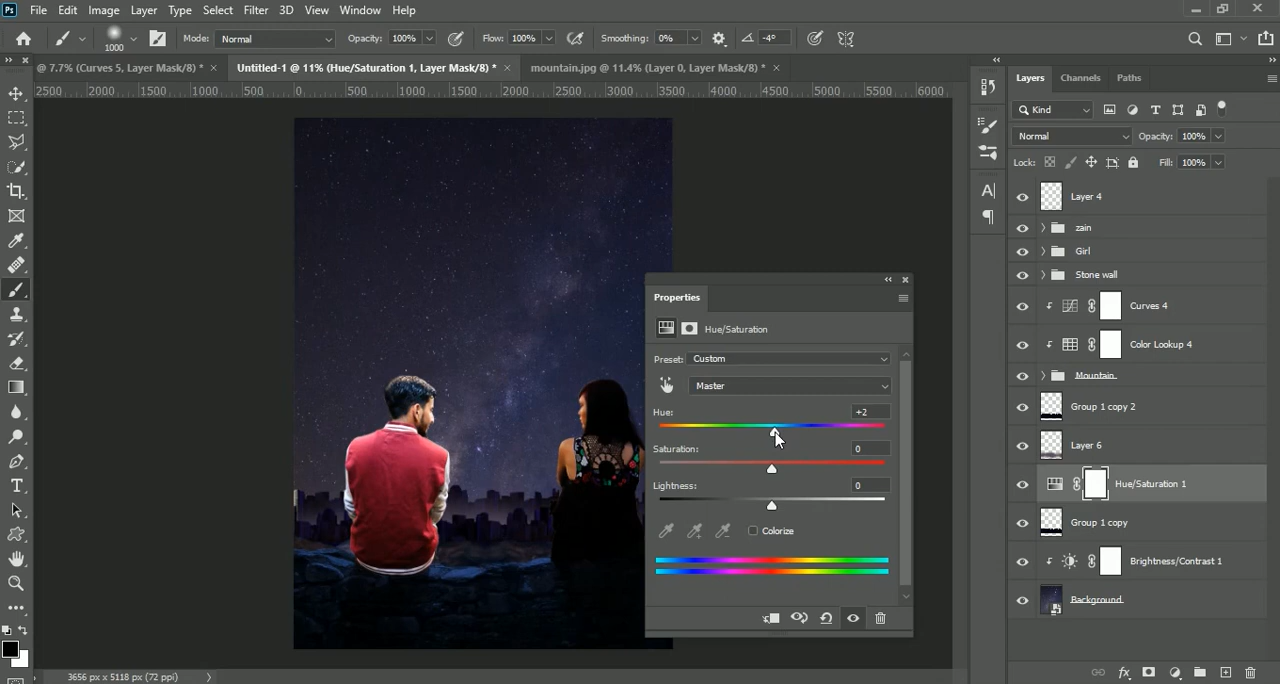 Ps File Edit Image Layer Type Select Filter 3D View Window Help
1000 Mode: Normal Opacity: 100% Flow: 100% Smoothing: 0% -4°
@ 7.7% (Curves 5, Layer Mask/8) * × Untitled-1 @ 11% (Hue/Saturation 1, Layer Mask/8) * × mountain.jpg @ 11.4% (Layer 0, Layer Mask/8) * ×
2500 2000 1500 1000 500 0 500 1000 1500 2000 2500 3000 3500 4000 4500 5000 5500 6000
Layers Channels Paths
Kind
Normal Opacity: 100%
Lock: Fill: 100%
Layer 4
zain
Girl
Stone wall
Curves 4
Color Lookup 4
Mountain
Group 1 copy 2
Layer 6
Hue/Saturation 1
Group 1 copy
Brightness/Contrast 1
Background
Properties
Hue/Saturation
Preset: Custom
Master
Hue: +2
Saturation: 0
Lightness: 0
Colorize
3656 px x 5118 px (72 ppi)